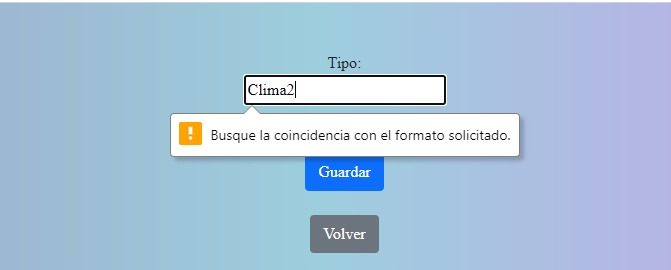 Tipo:
Clima2
Busque la coincidencia con el formato solicitado.
Guardar
Volver